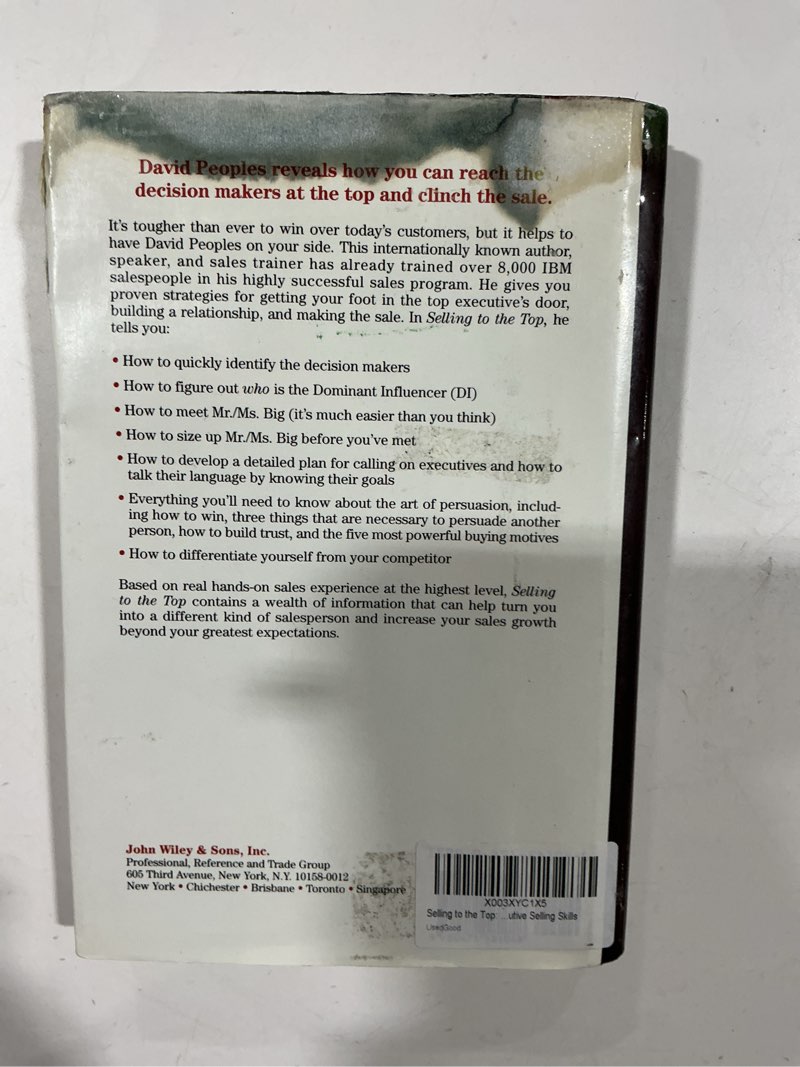 David Peoples reveals how you can reach the
decision makers at the top and clinch the sale.
It's tougher than ever to win over today's customers, but it helps to
have David Peoples on your side. This internationally known author,
speaker, and sales trainer has already trained over 8,000 IBM
salespeople in his highly successful sales program. He gives you
proven strategies for getting your foot in the top executive's door,
building a relationship, and making the sale. In Selling to the Top, he
tells you:
• How to quickly identify the decision makers
• How to figure out who is the Dominant Influencer (DI)
• How to meet Mr./Ms. Big (it's much easier than you think)
• How to size up Mr./Ms. Big before you've met
• How to develop a detailed plan for calling on executives and how to
talk their language by knowing their goals
• Everything you'll need to know about the art of persuasion, includ-
ing how to win, three things that are necessary to persuade another
person, how to build trust, and the five most powerful buying motives
• How to differentiate yourself from your competitor
Based on real hands-on sales experience at the highest level, Selling
to the Top contains a wealth of information that can help turn you
into a different kind of salesperson and increase your sales growth
beyond your greatest expectations.
John Wiley & Sons, Inc.
Professional, Reference and Trade Group
605 Third Avenue, New York, N.Y. 10158-0012
New York • Chichester • Brisbane • Toronto • Singapore
X003XYC1X5
Selling to the Top: ...utive Selling Skills
UsedGood